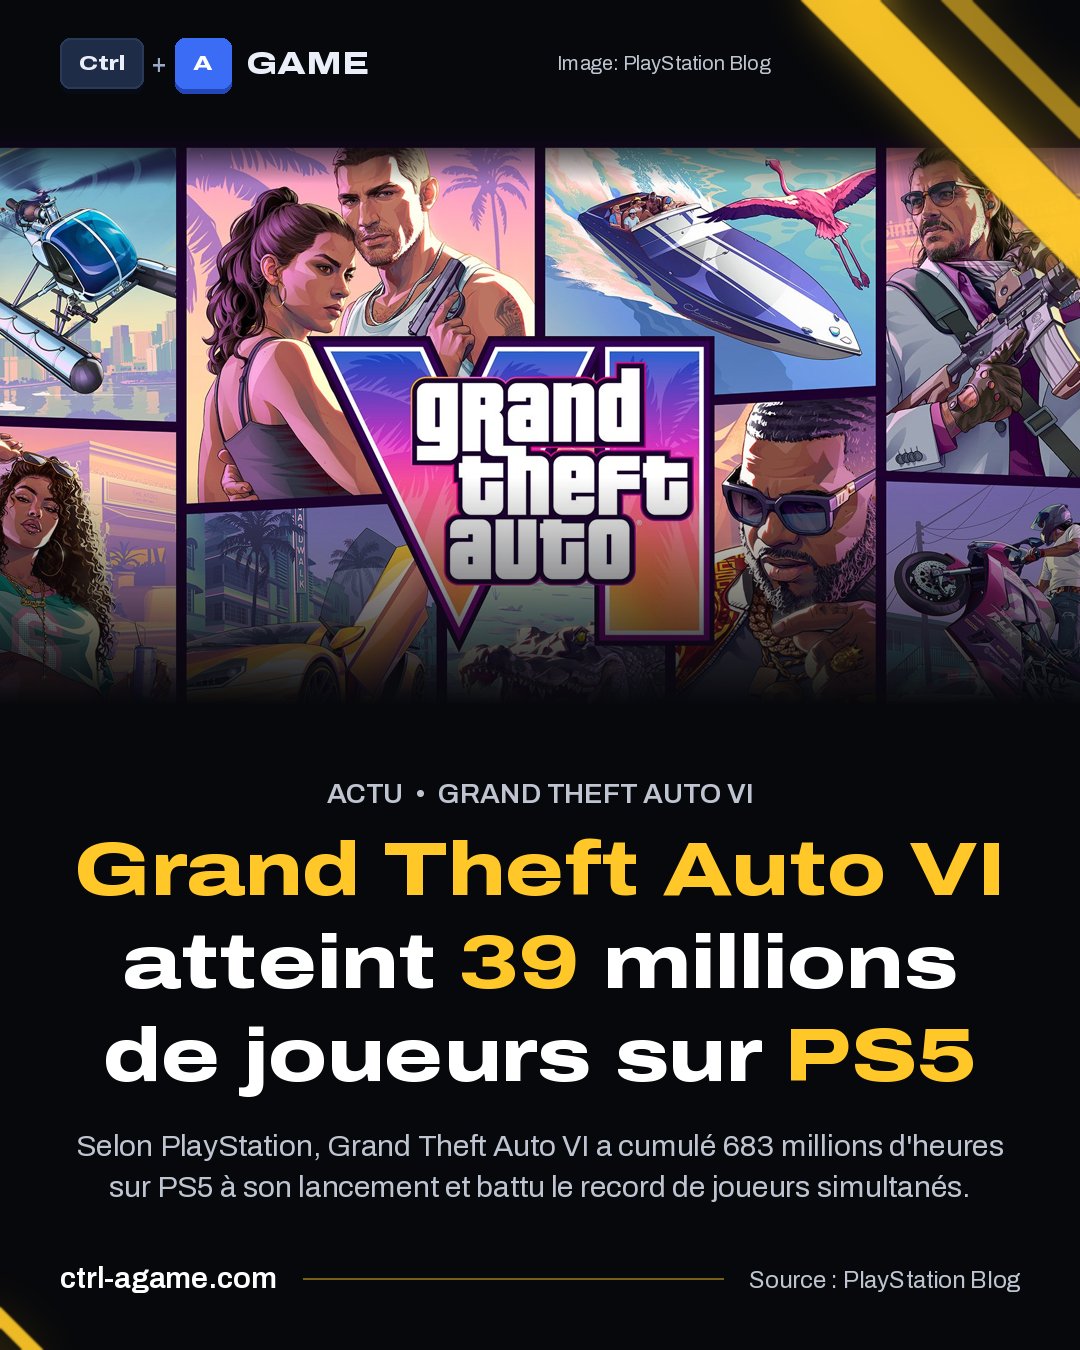 Ctrl + A GAME
Image: PlayStation Blog
VI
grand
theft
auto
ACTU • GRAND THEFT AUTO VI
Grand Theft Auto VI
atteint 39 millions
de joueurs sur PS5
Selon PlayStation, Grand Theft Auto VI a cumulé 683 millions d'heures
sur PS5 à son lancement et battu le record de joueurs simultanés.
ctrl-agame.com
Source : PlayStation Blog